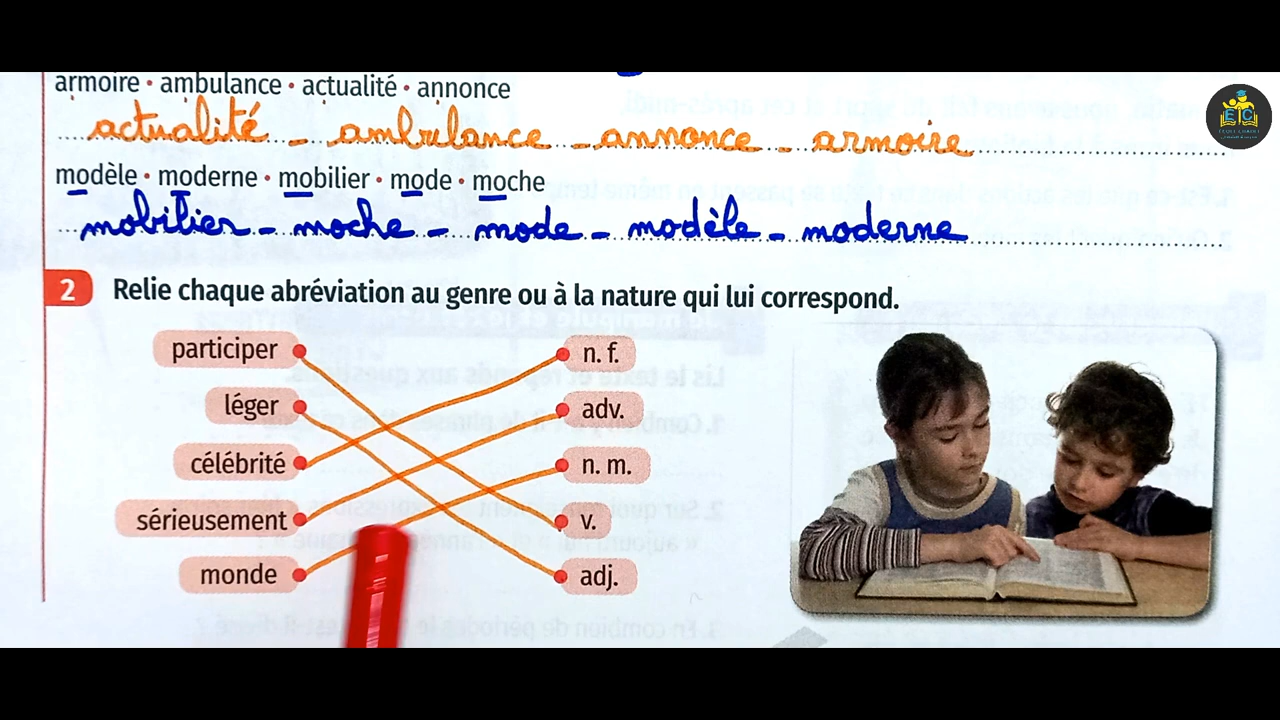 armoire • ambulance • actualité • annonce
actualité - ambulance - annonce - armoire
modèle • moderne • mobilier • mode • moche
mobilier - moche - mode - modèle - moderne
2 Relie chaque abréviation au genre ou à la nature qui lui correspond.
participer n. f.
léger adv.
célébrité n. m.
sérieusement v.
monde adj.
EC